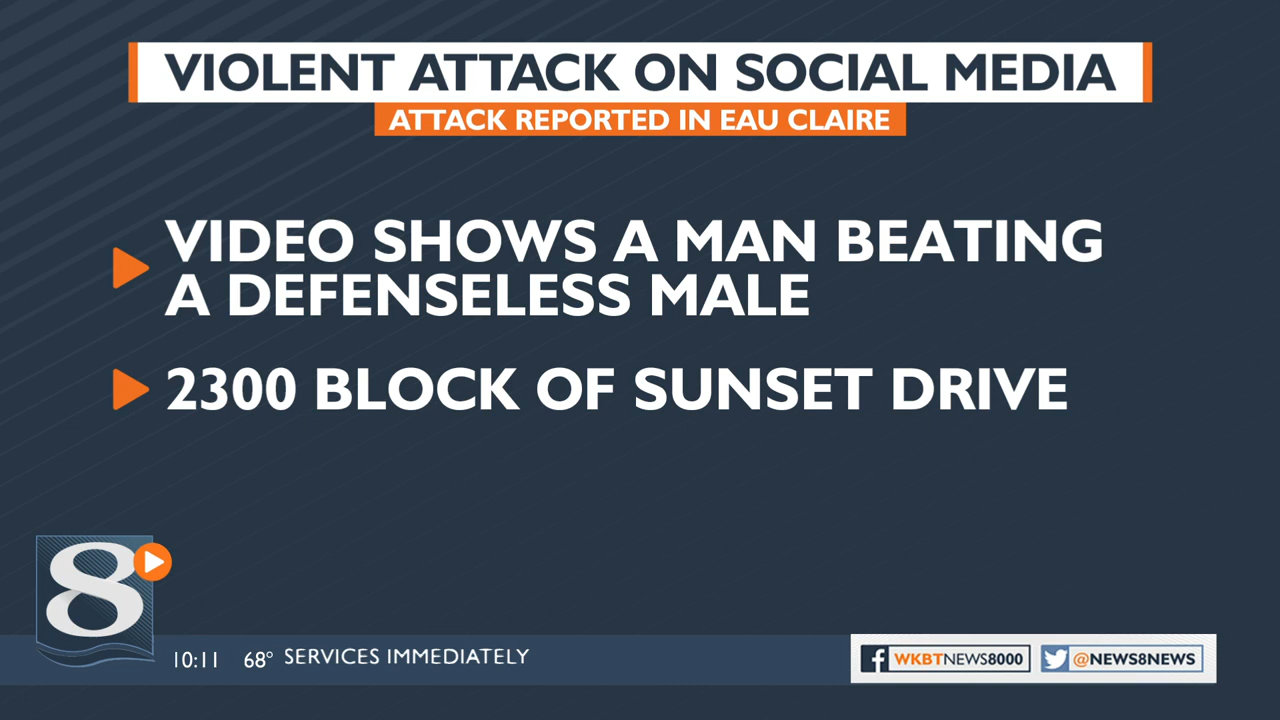 VIOLENT ATTACK ON SOCIAL MEDIA
ATTACK REPORTED IN EAU CLAIRE
VIDEO SHOWS A MAN BEATING
A DEFENSELESS MALE
2300 BLOCK OF SUNSET DRIVE
8
10:11 68° SERVICES IMMEDIATELY
f WKBTNEWS8000 @NEWS8NEWS